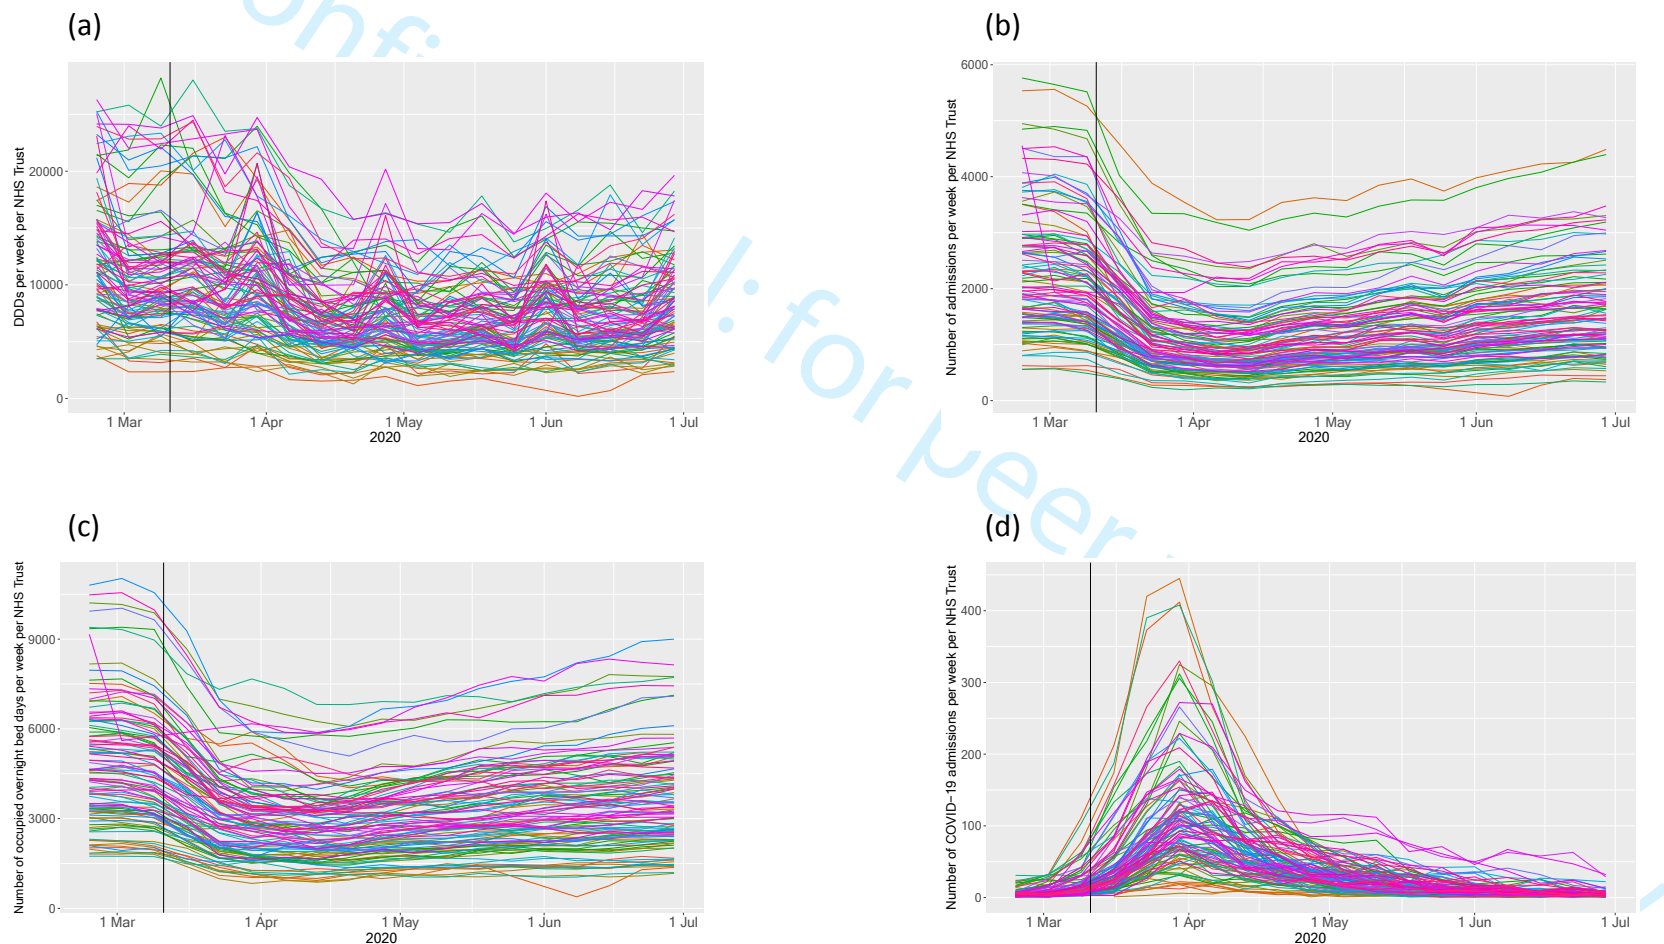 (a)
DDDs per week per NHS Trust
20000
10000
0
1 Mar
1 Apr
1 May
1 Jun
1 Jul
2020
(b)
Number of admissions per week per NHS Trust
6000
4000
2000
0
1 Mar
1 Apr
1 May
1 Jun
1 Jul
2020
(c)
Number of occupied overnight bed days per week per NHS Trust
9000
6000
3000
0
1 Mar
1 Apr
1 May
1 Jun
1 Jul
2020
(d)
Number of COVID−19 admissions per week per NHS Trust
400
300
200
100
0
1 Mar
1 Apr
1 May
1 Jun
1 Jul
2020
: for peer